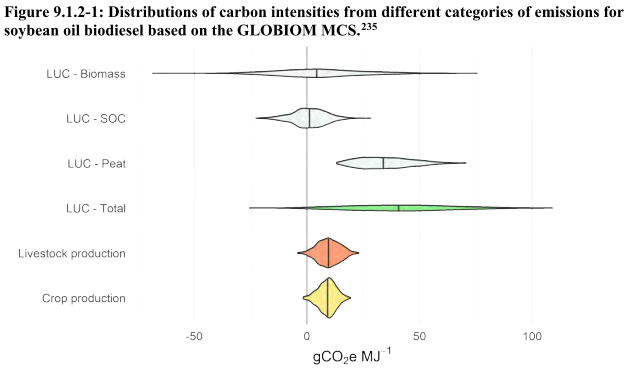 Figure 9.1.2-1: Distributions of carbon intensities from different categories of emissions for
soybean oil biodiesel based on the GLOBIOM MCS.²³⁵
LUC - Biomass
LUC - SOC
LUC - Peat
LUC - Total
Livestock production
Crop production
-50 0 50 100
gCO₂e MJ⁻¹